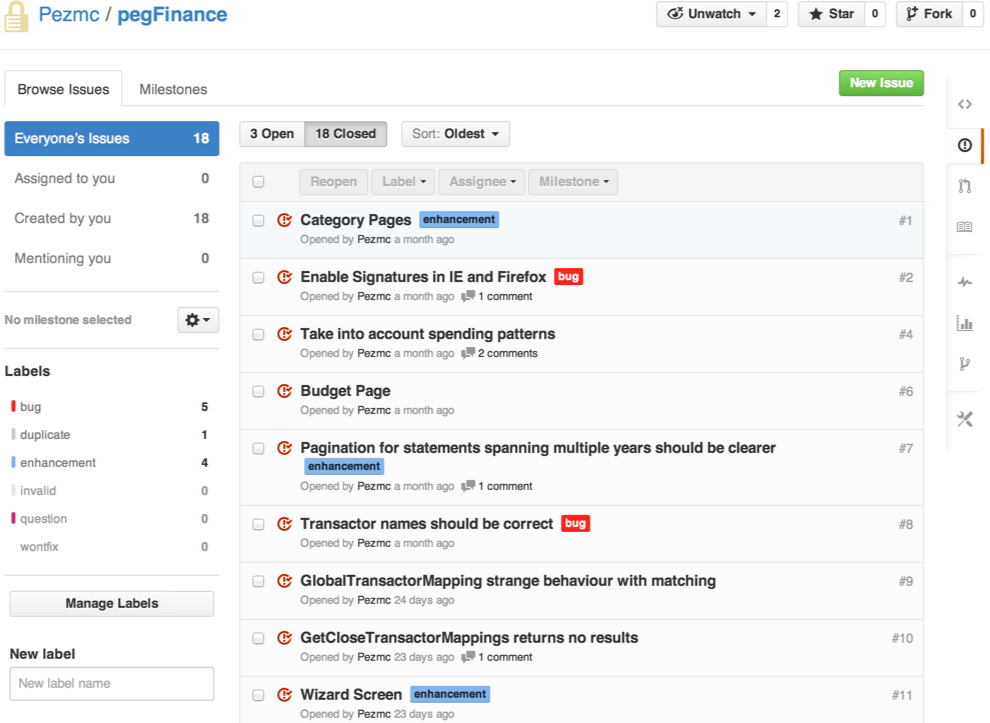 Pezmc / pegFinance
Unwatch 2 Star 0 Fork 0
Browse Issues Milestones
New Issue
Everyone's Issues 18
Assigned to you 0
Created by you 18
Mentioning you 0
No milestone selected
Labels
bug 5
duplicate 1
enhancement 4
invalid 0
question 0
wontfix 0
Manage Labels
New label
New label name
3 Open 18 Closed Sort: Oldest
Reopen Label Assignee Milestone
Category Pages enhancement #1
Opened by Pezmc a month ago
Enable Signatures in IE and Firefox bug #2
Opened by Pezmc a month ago 1 comment
Take into account spending patterns #4
Opened by Pezmc a month ago 2 comments
Budget Page #6
Opened by Pezmc a month ago
Pagination for statements spanning multiple years should be clearer #7
enhancement
Opened by Pezmc a month ago 1 comment
Transactor names should be correct bug #8
Opened by Pezmc a month ago
GlobalTransactorMapping strange behaviour with matching #9
Opened by Pezmc 24 days ago
GetCloseTransactorMappings returns no results #10
Opened by Pezmc 23 days ago 1 comment
Wizard Screen enhancement #11
Opened by Pezmc 23 days ago